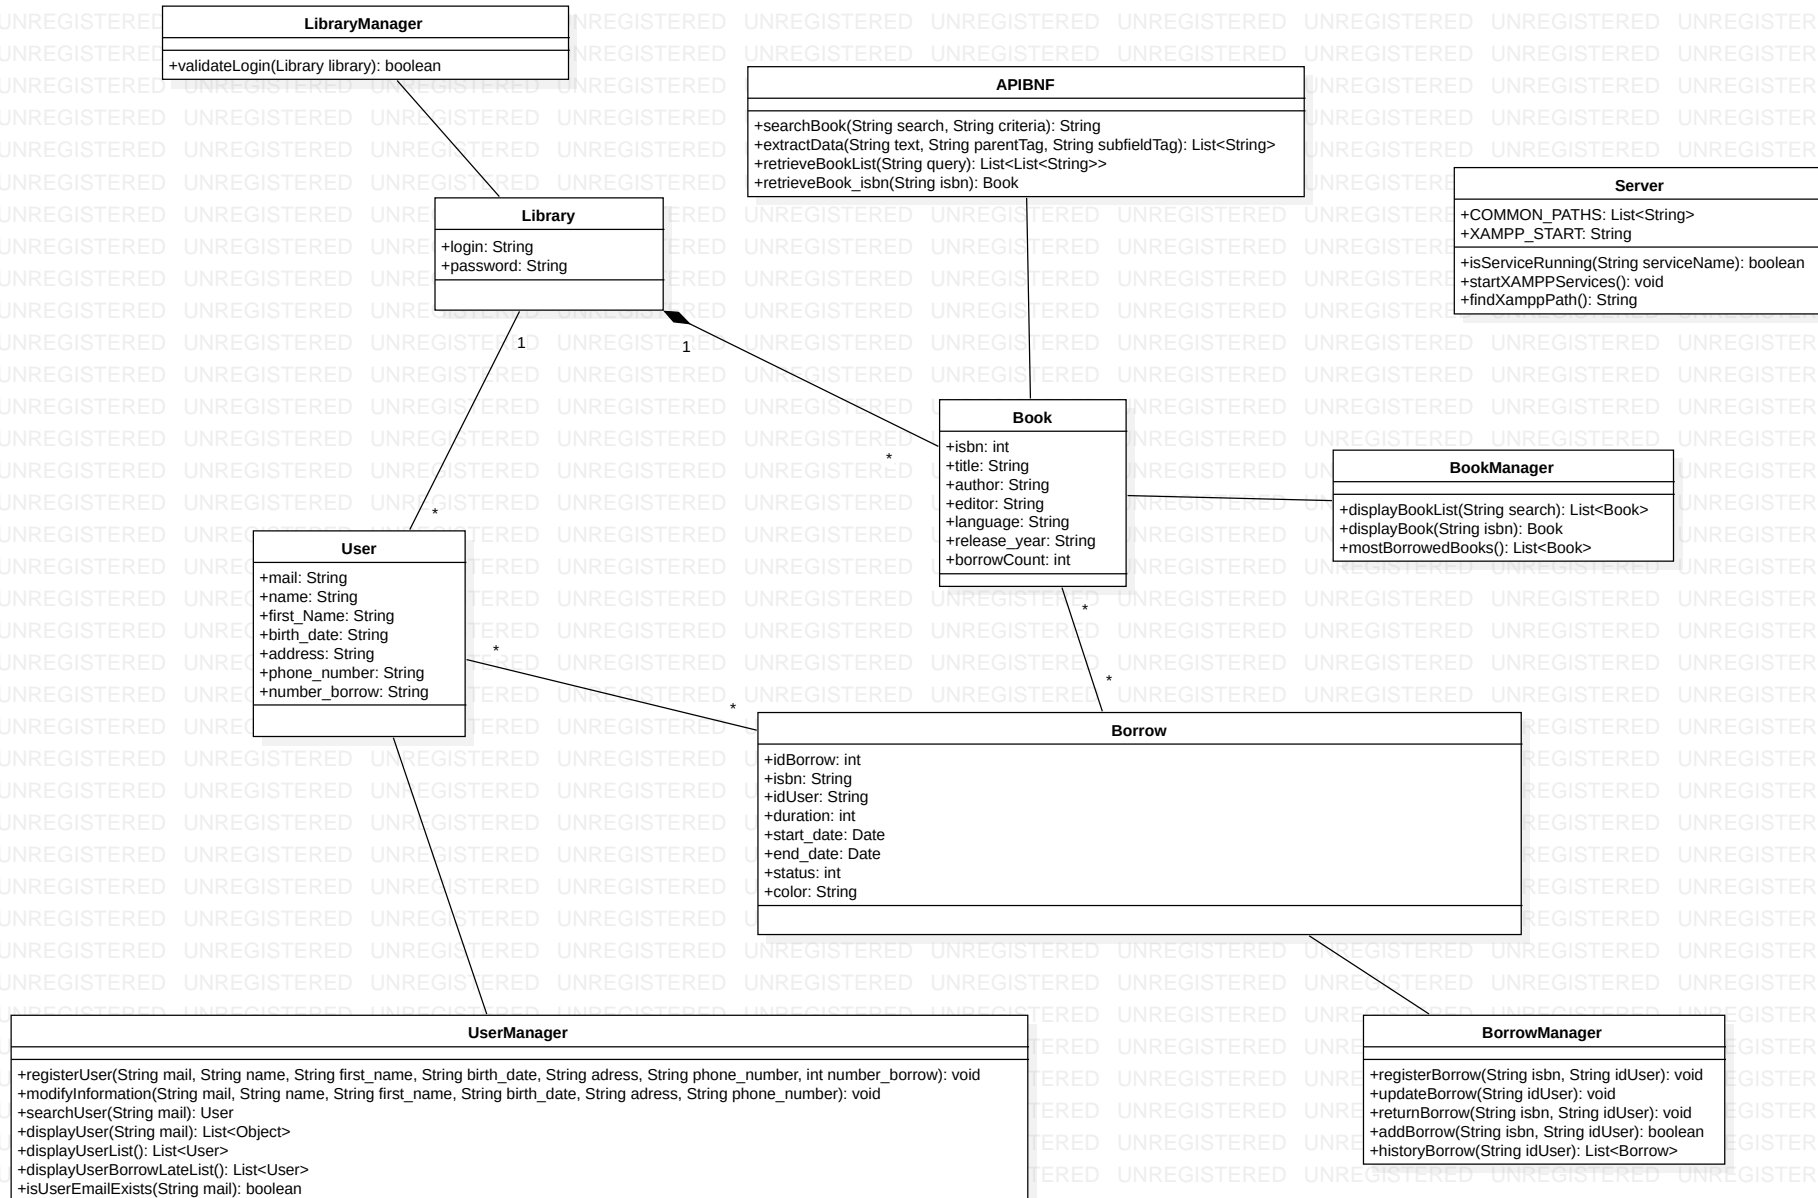 LibraryManager
+validateLogin(Library library): boolean
APIBNF
+searchBook(String search, String criteria): String
+extractData(String text, String parentTag, String subfieldTag): List<String>
+retrieveBookList(String query): List<List<String>>
+retrieveBook_isbn(String isbn): Book
Server
+COMMON_PATHS: List<String>
+XAMPP_START: String
+isServiceRunning(String serviceName): boolean
+startXAMPPServices(): void
+findXamppPath(): String
Library
+login: String
+password: String
1
1
*
*
Book
+isbn: int
+title: String
+author: String
+editor: String
+language: String
+release_year: String
+borrowCount: int
BookManager
+displayBookList(String search): List<Book>
+displayBook(String isbn): Book
+mostBorrowedBooks(): List<Book>
User
+mail: String
+name: String
+first_Name: String
+birth_date: String
+address: String
+phone_number: String
+number_borrow: String
*
*
*
*
Borrow
+idBorrow: int
+isbn: String
+idUser: String
+duration: int
+start_date: Date
+end_date: Date
+status: int
+color: String
UserManager
+registerUser(String mail, String name, String first_name, String birth_date, String adress, String phone_number, int number_borrow): void
+modifyInformation(String mail, String name, String first_name, String birth_date, String adress, String phone_number): void
+searchUser(String mail): User
+displayUser(String mail): List<Object>
+displayUserList(): List<User>
+displayUserBorrowLateList(): List<User>
+isUserEmailExists(String mail): boolean
BorrowManager
+registerBorrow(String isbn, String idUser): void
+updateBorrow(String idUser): void
+returnBorrow(String isbn, String idUser): void
+addBorrow(String isbn, String idUser): boolean
+historyBorrow(String idUser): List<Borrow>
UNREGISTERED